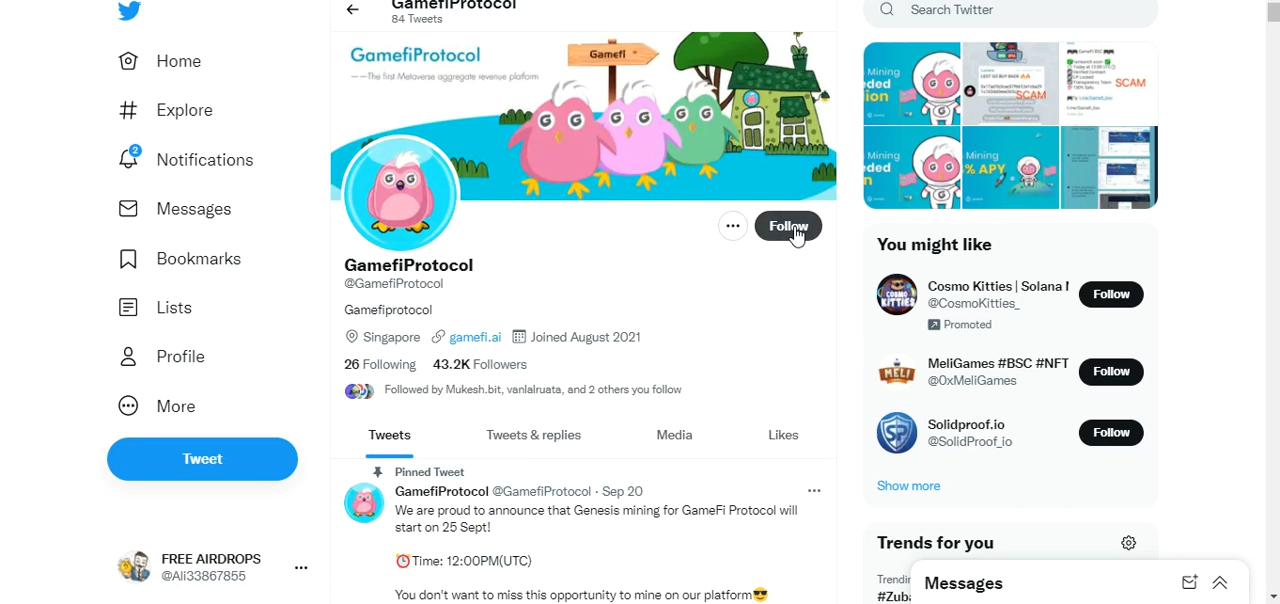 Home
Explore
2
Notifications
Messages
Bookmarks
Lists
Profile
More
Tweet
FREE AIRDROPS
@Ali33867855
GamefiProtocol
84 Tweets
GamefiProtocol
——The first Metaverse aggregate revenue platform
Gamefi
G G
G G
G G
G G
Follow
GamefiProtocol
@GamefiProtocol
Gamefiprotocol
Singapore gamefi.ai Joined August 2021
26 Following 43.2K Followers
Followed by Mukesh.bit, vanlalruata, and 2 others you follow
Tweets Tweets & replies Media Likes
Pinned Tweet
GamefiProtocol @GamefiProtocol · Sep 20
We are proud to announce that Genesis mining for GameFi Protocol will
start on 25 Sept!
Time: 12:00PM(UTC)
You don't want to miss this opportunity to mine on our platform
Search Twitter
Mining
SCAM
SCAM
Mining
% APY
You might like
Cosmo Kitties | Solana
@CosmoKitties_
Promoted
Follow
COSMO
KITTIES
MeliGames #BSC #NFT
@0xMeliGames
Follow
MELI
Solidproof.io
@SolidProof_io
Follow
Show more
Trends for you
#Zuba
Messages